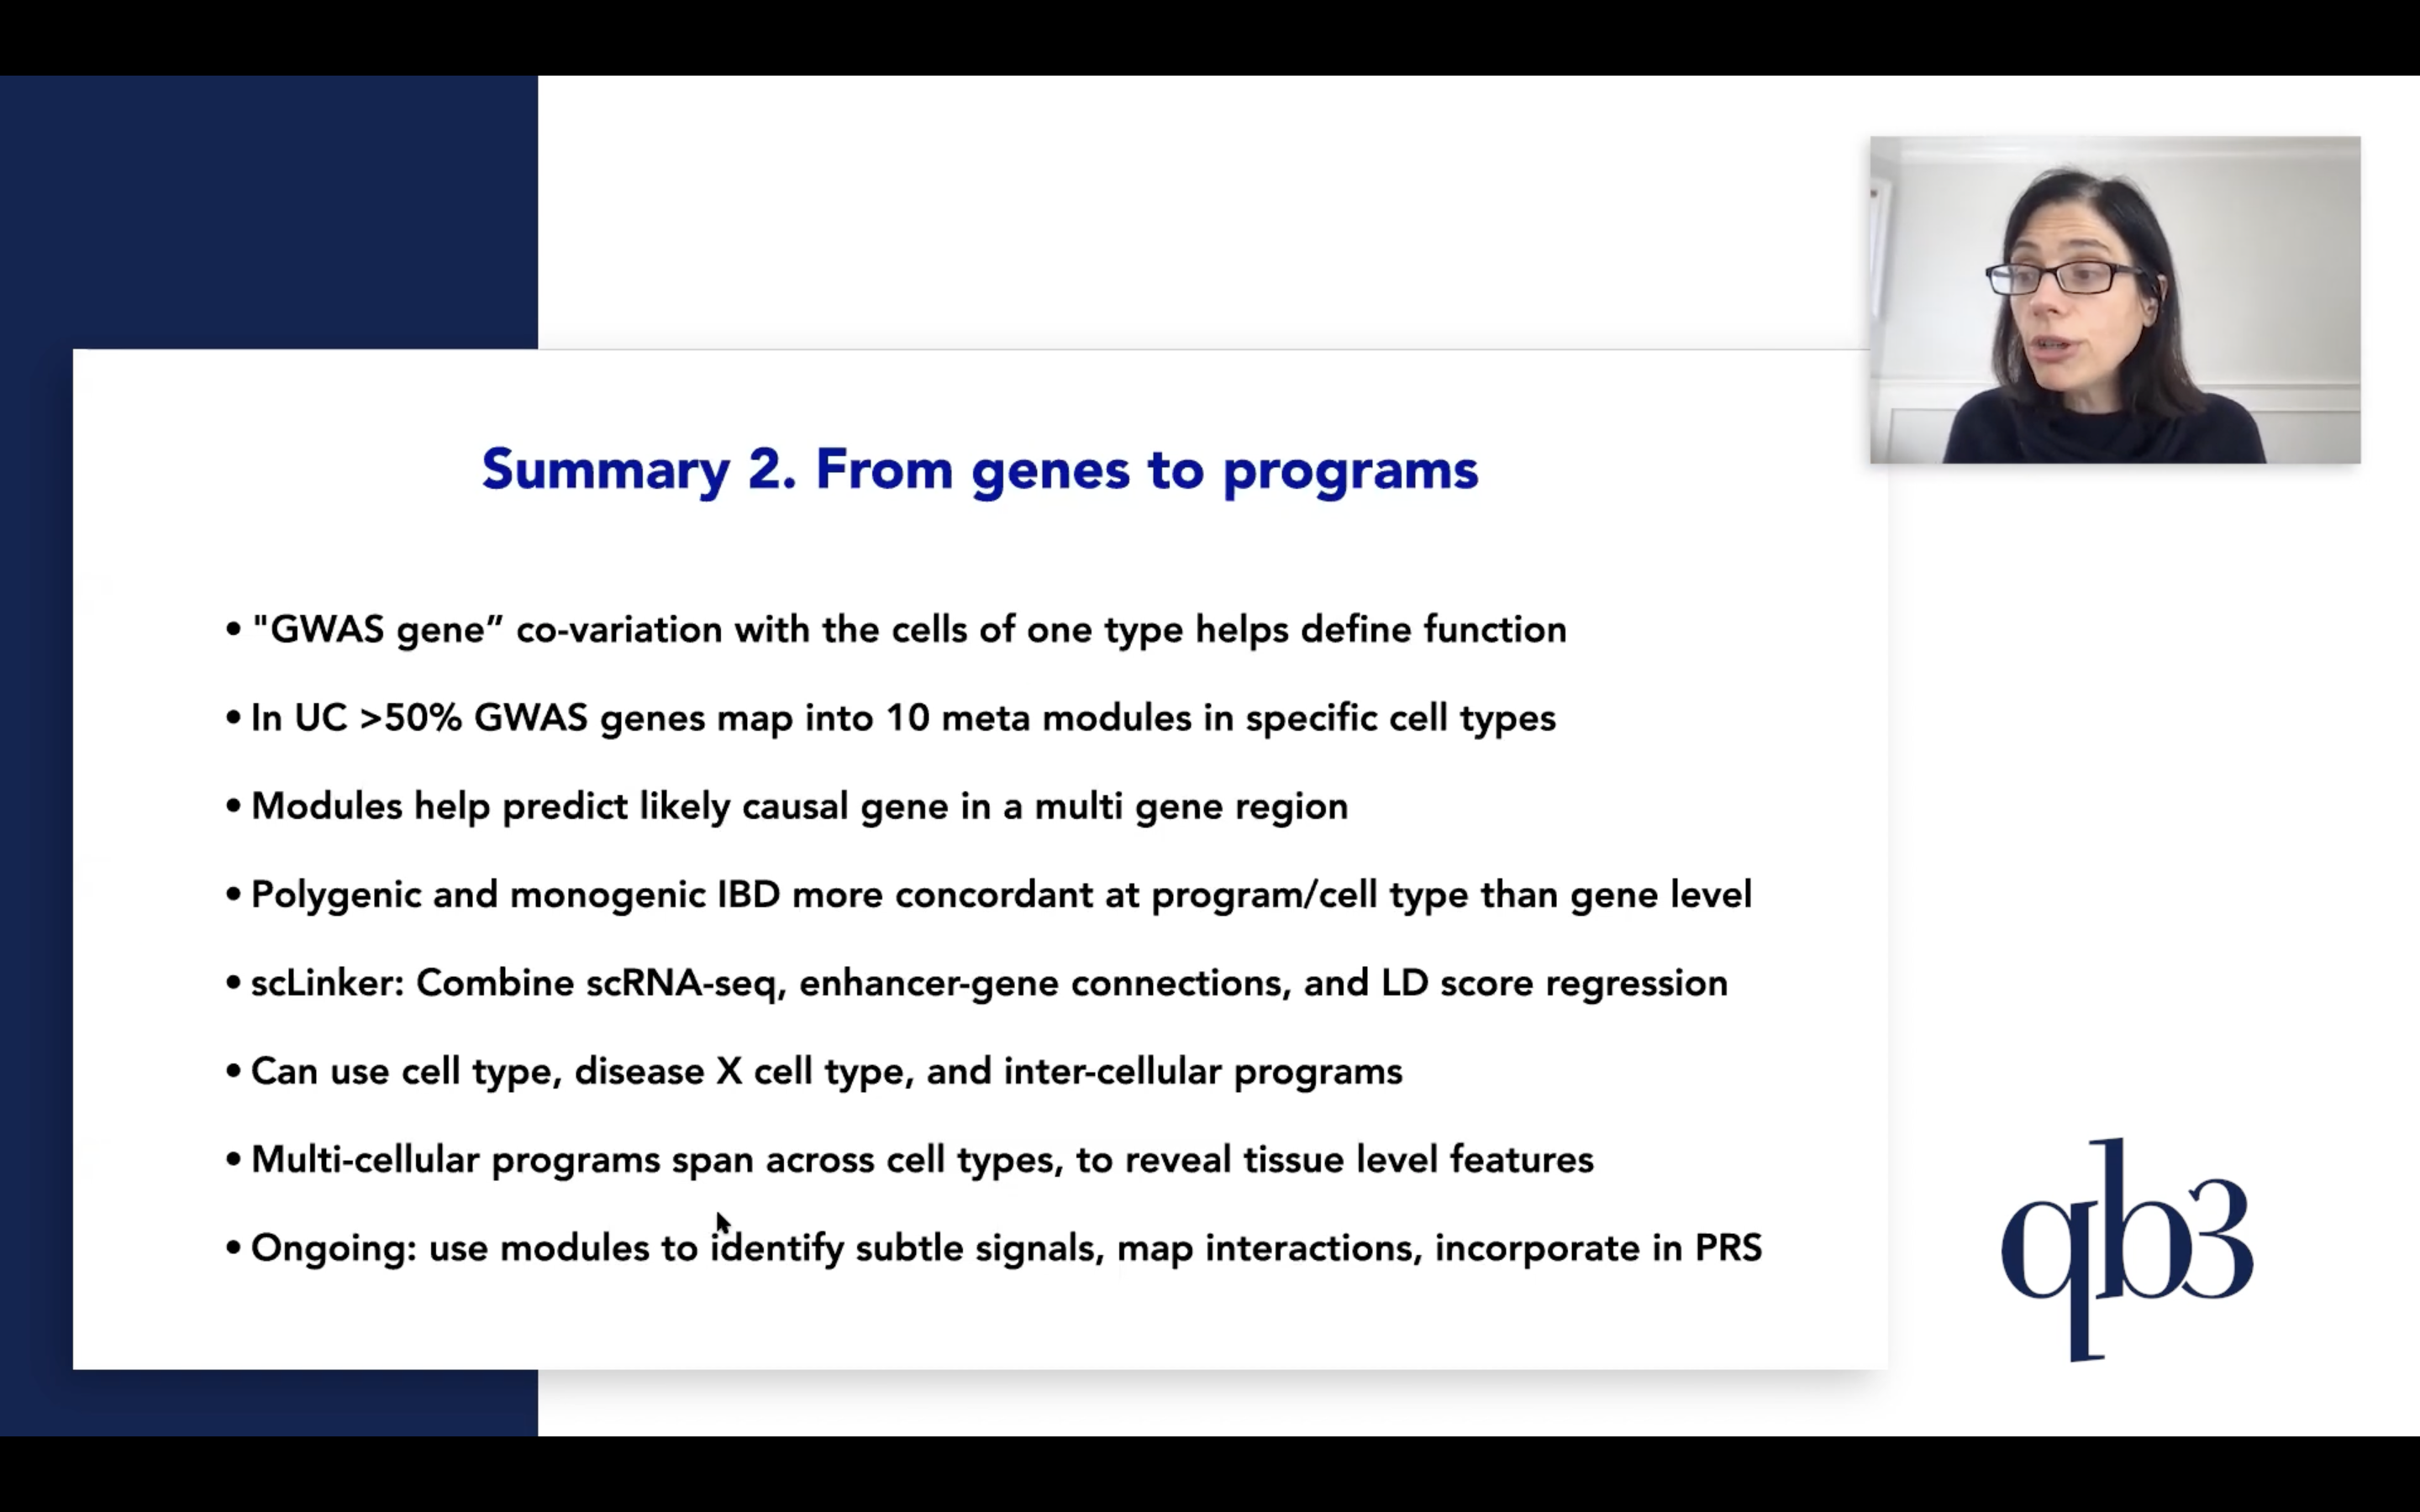 Summary 2. From genes to programs
• "GWAS gene” co-variation with the cells of one type helps define function
• In UC >50% GWAS genes map into 10 meta modules in specific cell types
• Modules help predict likely causal gene in a multi gene region
• Polygenic and monogenic IBD more concordant at program/cell type than gene level
• scLinker: Combine scRNA-seq, enhancer-gene connections, and LD score regression
• Can use cell type, disease X cell type, and inter-cellular programs
• Multi-cellular programs span across cell types, to reveal tissue level features
• Ongoing: use modules to identify subtle signals, map interactions, incorporate in PRS
qb3